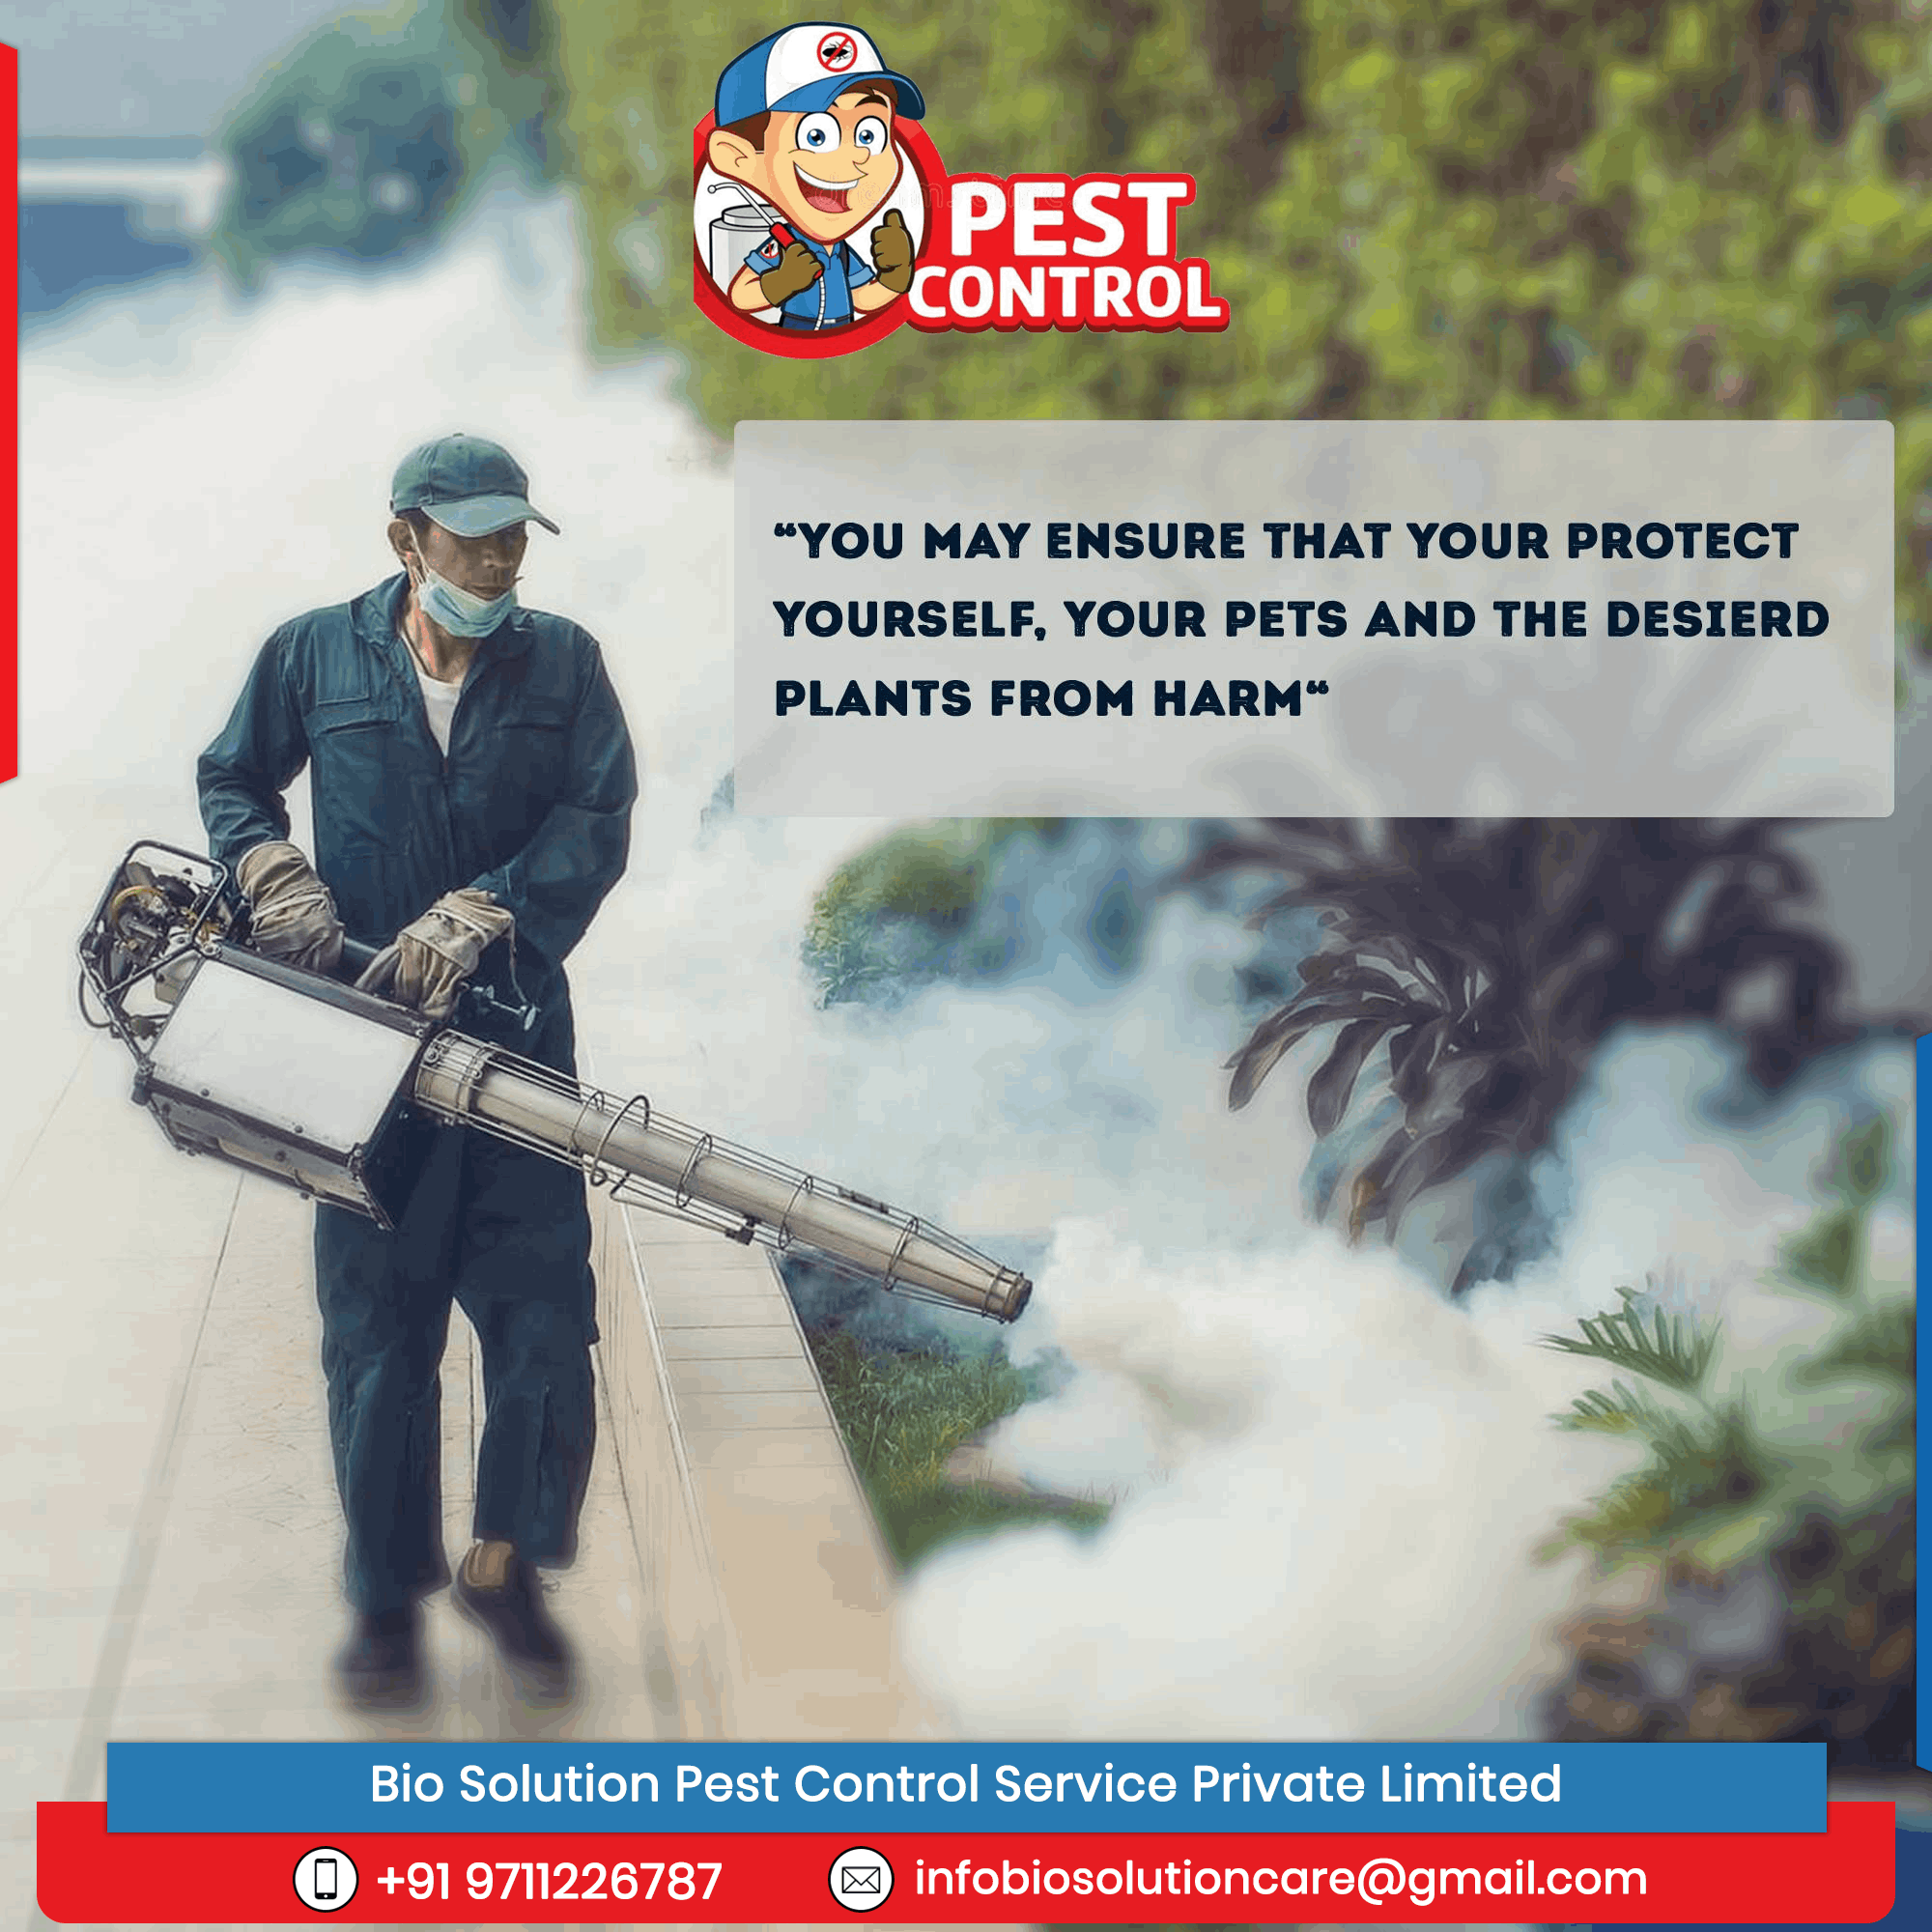 PEST
CONTROL
“YOU MAY ENSURE THAT YOUR PROTECT
YOURSELF, YOUR PETS AND THE DESIERD
PLANTS FROM HARM“
Bio Solution Pest Control Service Private Limited
+91 9711226787 infobiosolutioncare@gmail.com